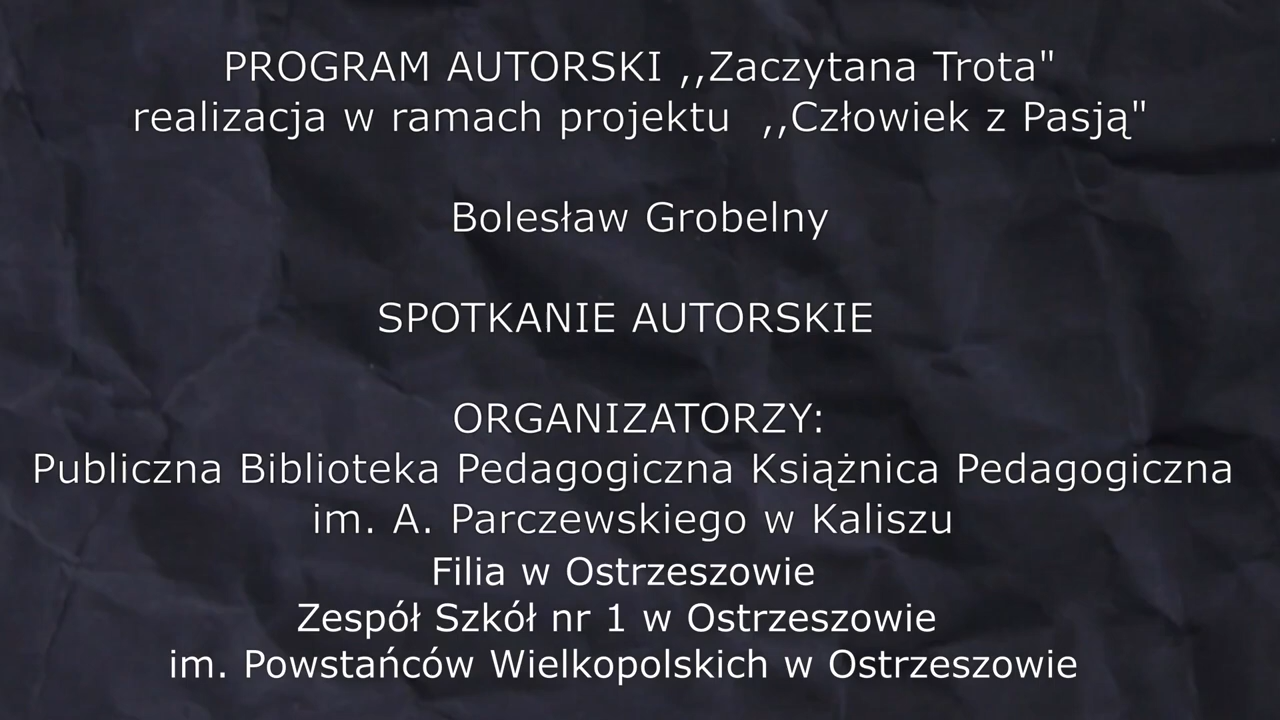 PROGRAM AUTORSKI ,,Zaczytana Trota"
realizacja w ramach projektu ,,Człowiek z Pasją"
Bolesław Grobelny
SPOTKANIE AUTORSKIE
ORGANIZATORZY:
Publiczna Biblioteka Pedagogiczna Książnica Pedagogiczna
im. A. Parczewskiego w Kaliszu
Filia w Ostrzeszowie
Zespół Szkół nr 1 w Ostrzeszowie
im. Powstańców Wielkopolskich w Ostrzeszowie